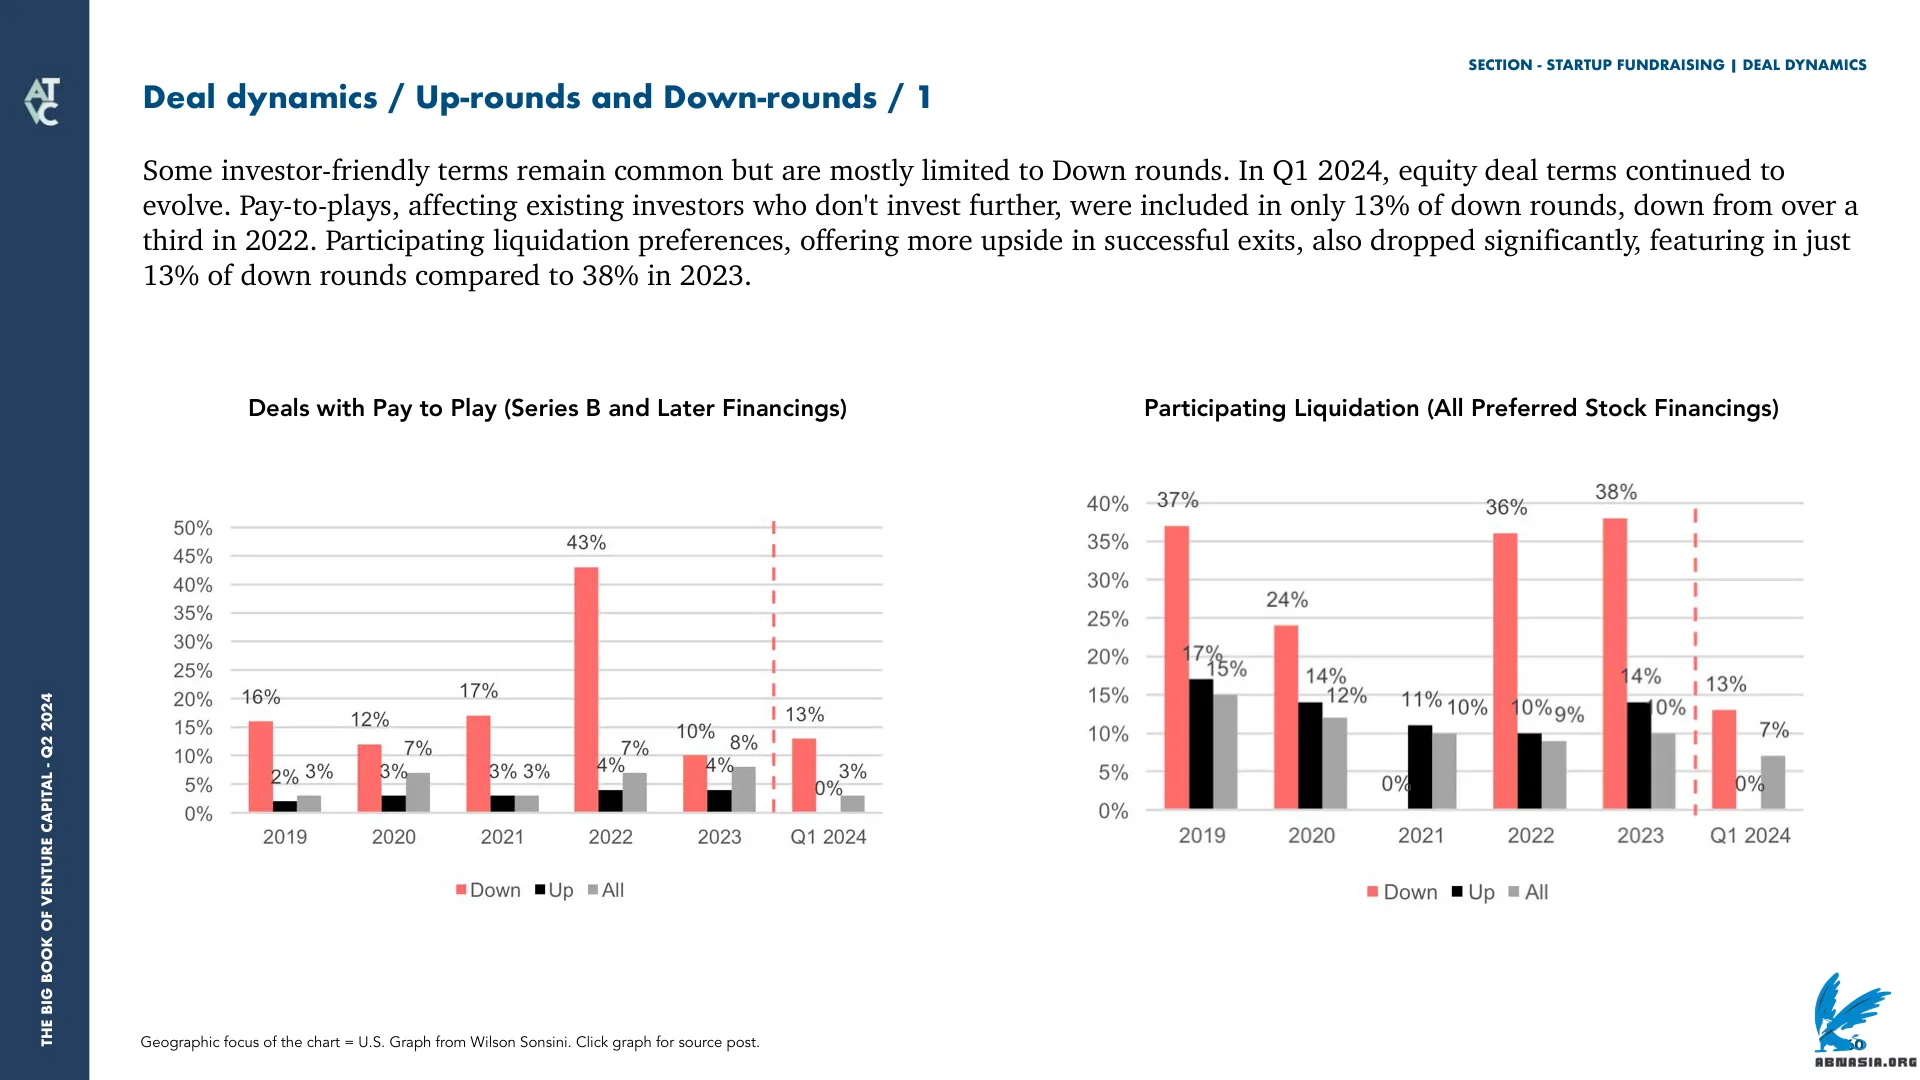 SECTION - STARTUP FUNDRAISING | DEAL DYNAMICS
AT
VC
Deal dynamics / Up-rounds and Down-rounds / 1
Some investor-friendly terms remain common but are mostly limited to Down rounds. In Q1 2024, equity deal terms continued to
evolve. Pay-to-plays, affecting existing investors who don't invest further, were included in only 13% of down rounds, down from over a
third in 2022. Participating liquidation preferences, offering more upside in successful exits, also dropped significantly, featuring in just
13% of down rounds compared to 38% in 2023.
Deals with Pay to Play (Series B and Later Financings)
50%
45%
40%
35%
30%
25%
20%
15%
10%
5%
0%
16% 2% 3%
12% 3% 7%
17% 3% 3%
43% 4% 7%
10% 4% 8%
13% 0% 3%
2019 2020 2021 2022 2023 Q1 2024
Down Up All
Participating Liquidation (All Preferred Stock Financings)
40%
35%
30%
25%
20%
15%
10%
5%
0%
37% 17% 15%
24% 14% 12%
0% 11% 10%
36% 10% 9%
38% 14% 10%
13% 0% 7%
2019 2020 2021 2022 2023 Q1 2024
Down Up All
THE BIG BOOK OF VENTURE CAPITAL - Q2 2024
Geographic focus of the chart = U.S. Graph from Wilson Sonsini. Click graph for source post.
ABNASIA.ORG